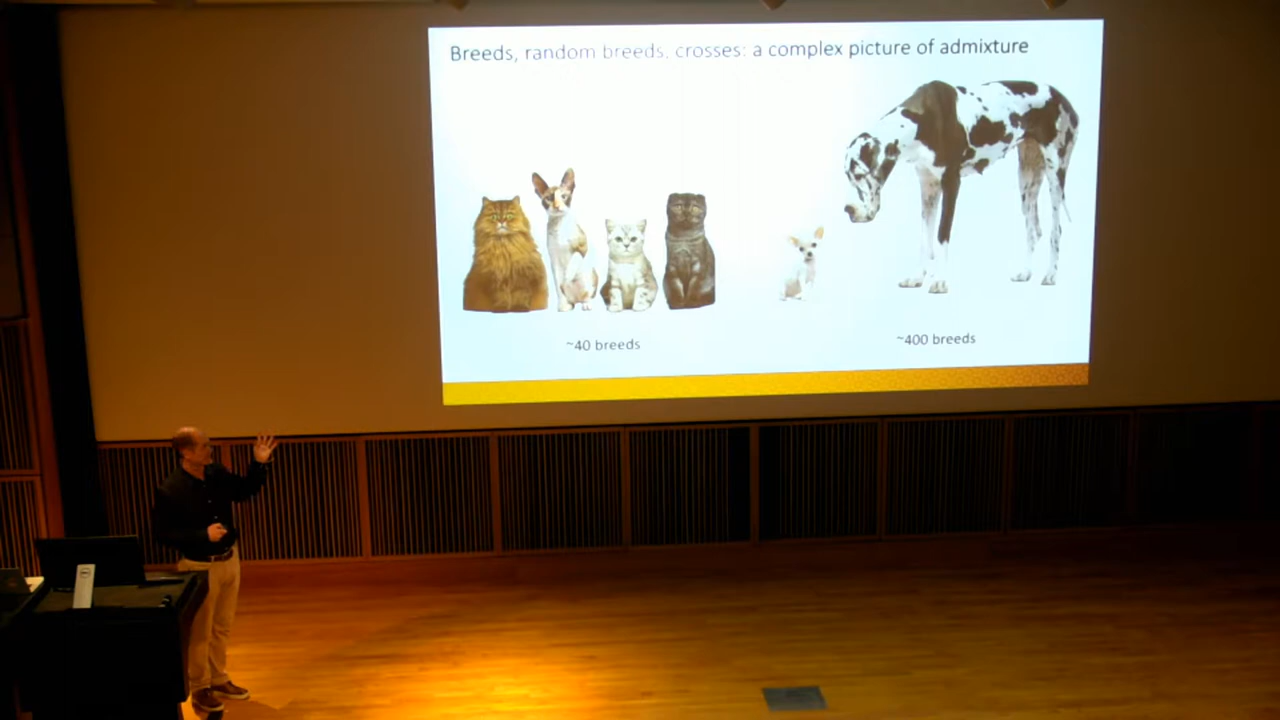 Breeds, random breeds, crosses: a complex picture of admixture
~40 breeds
~400 breeds